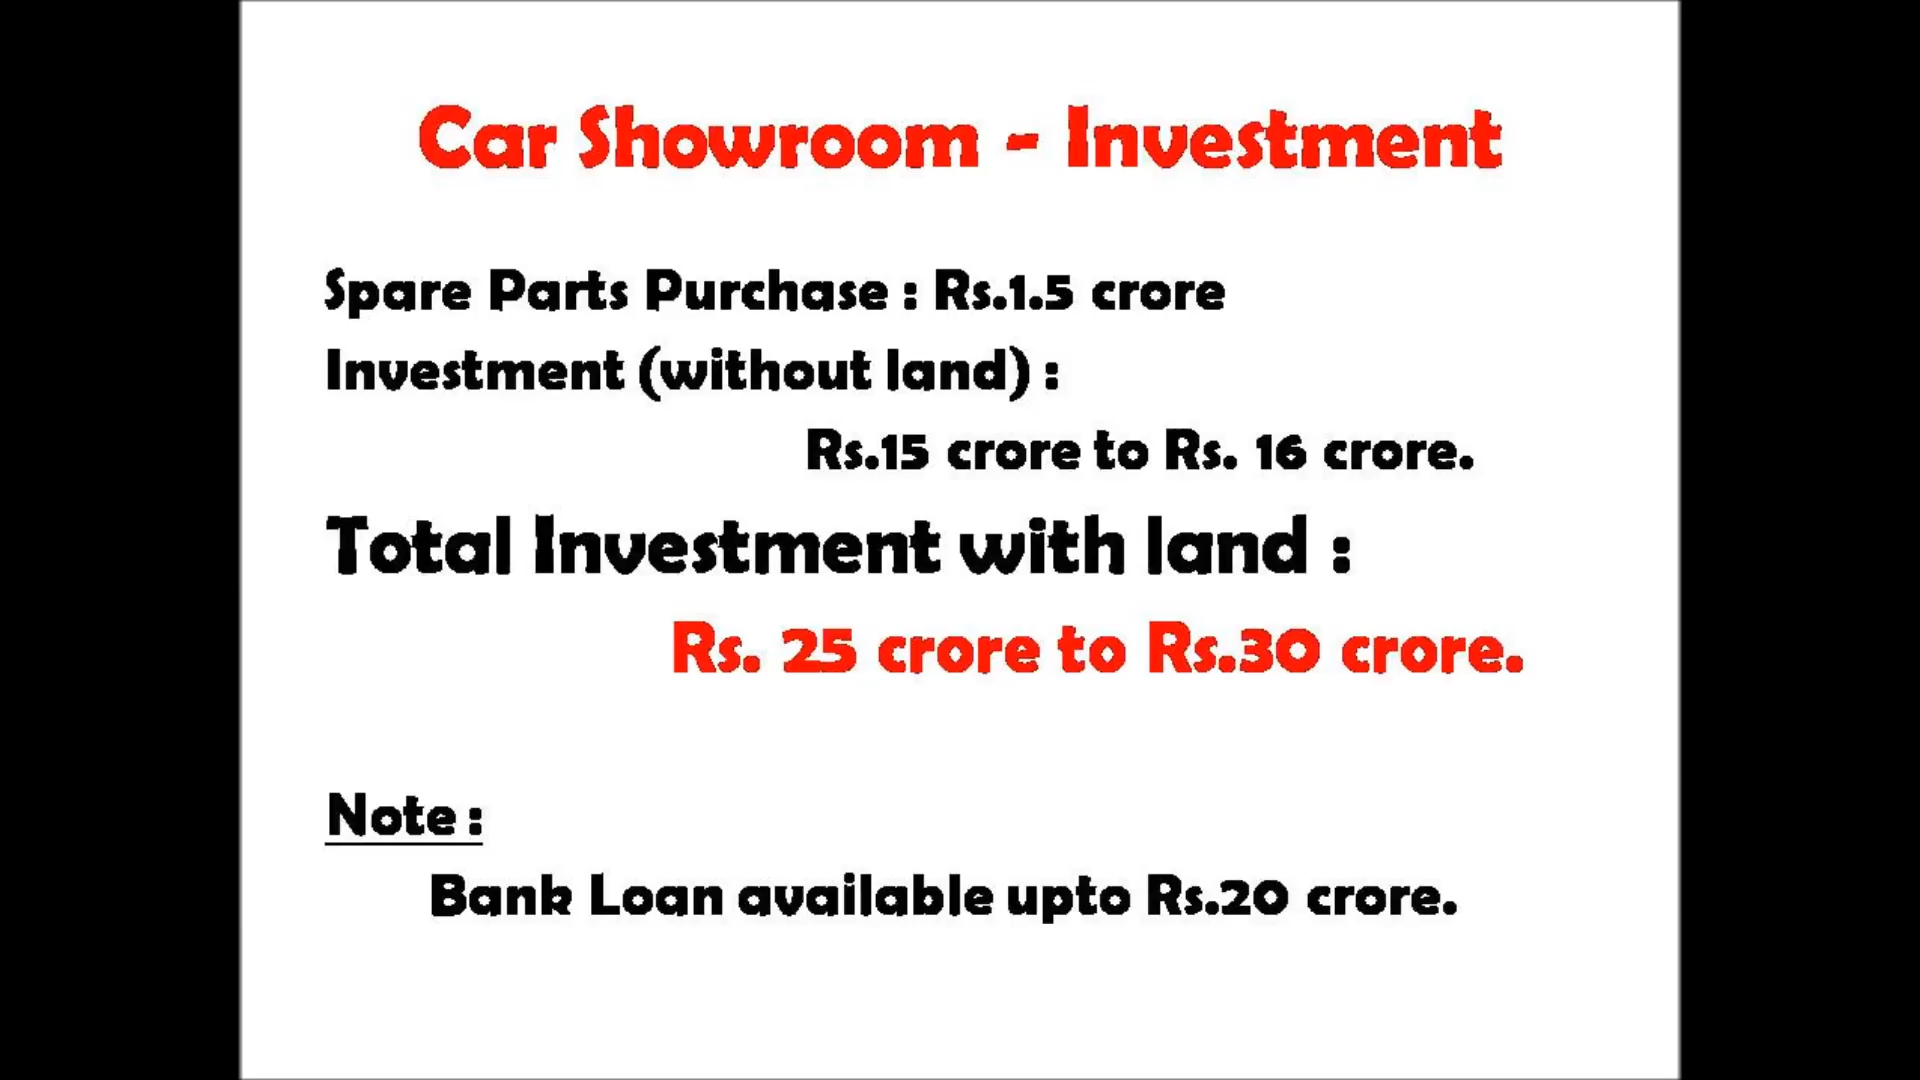 Car Showroom - Investment
Spare Parts Purchase : Rs.1.5 crore
Investment (without land) :
Rs.15 crore to Rs. 16 crore.
Total Investment with land :
Rs. 25 crore to Rs.30 crore.
Note :
Bank Loan available upto Rs.20 crore.